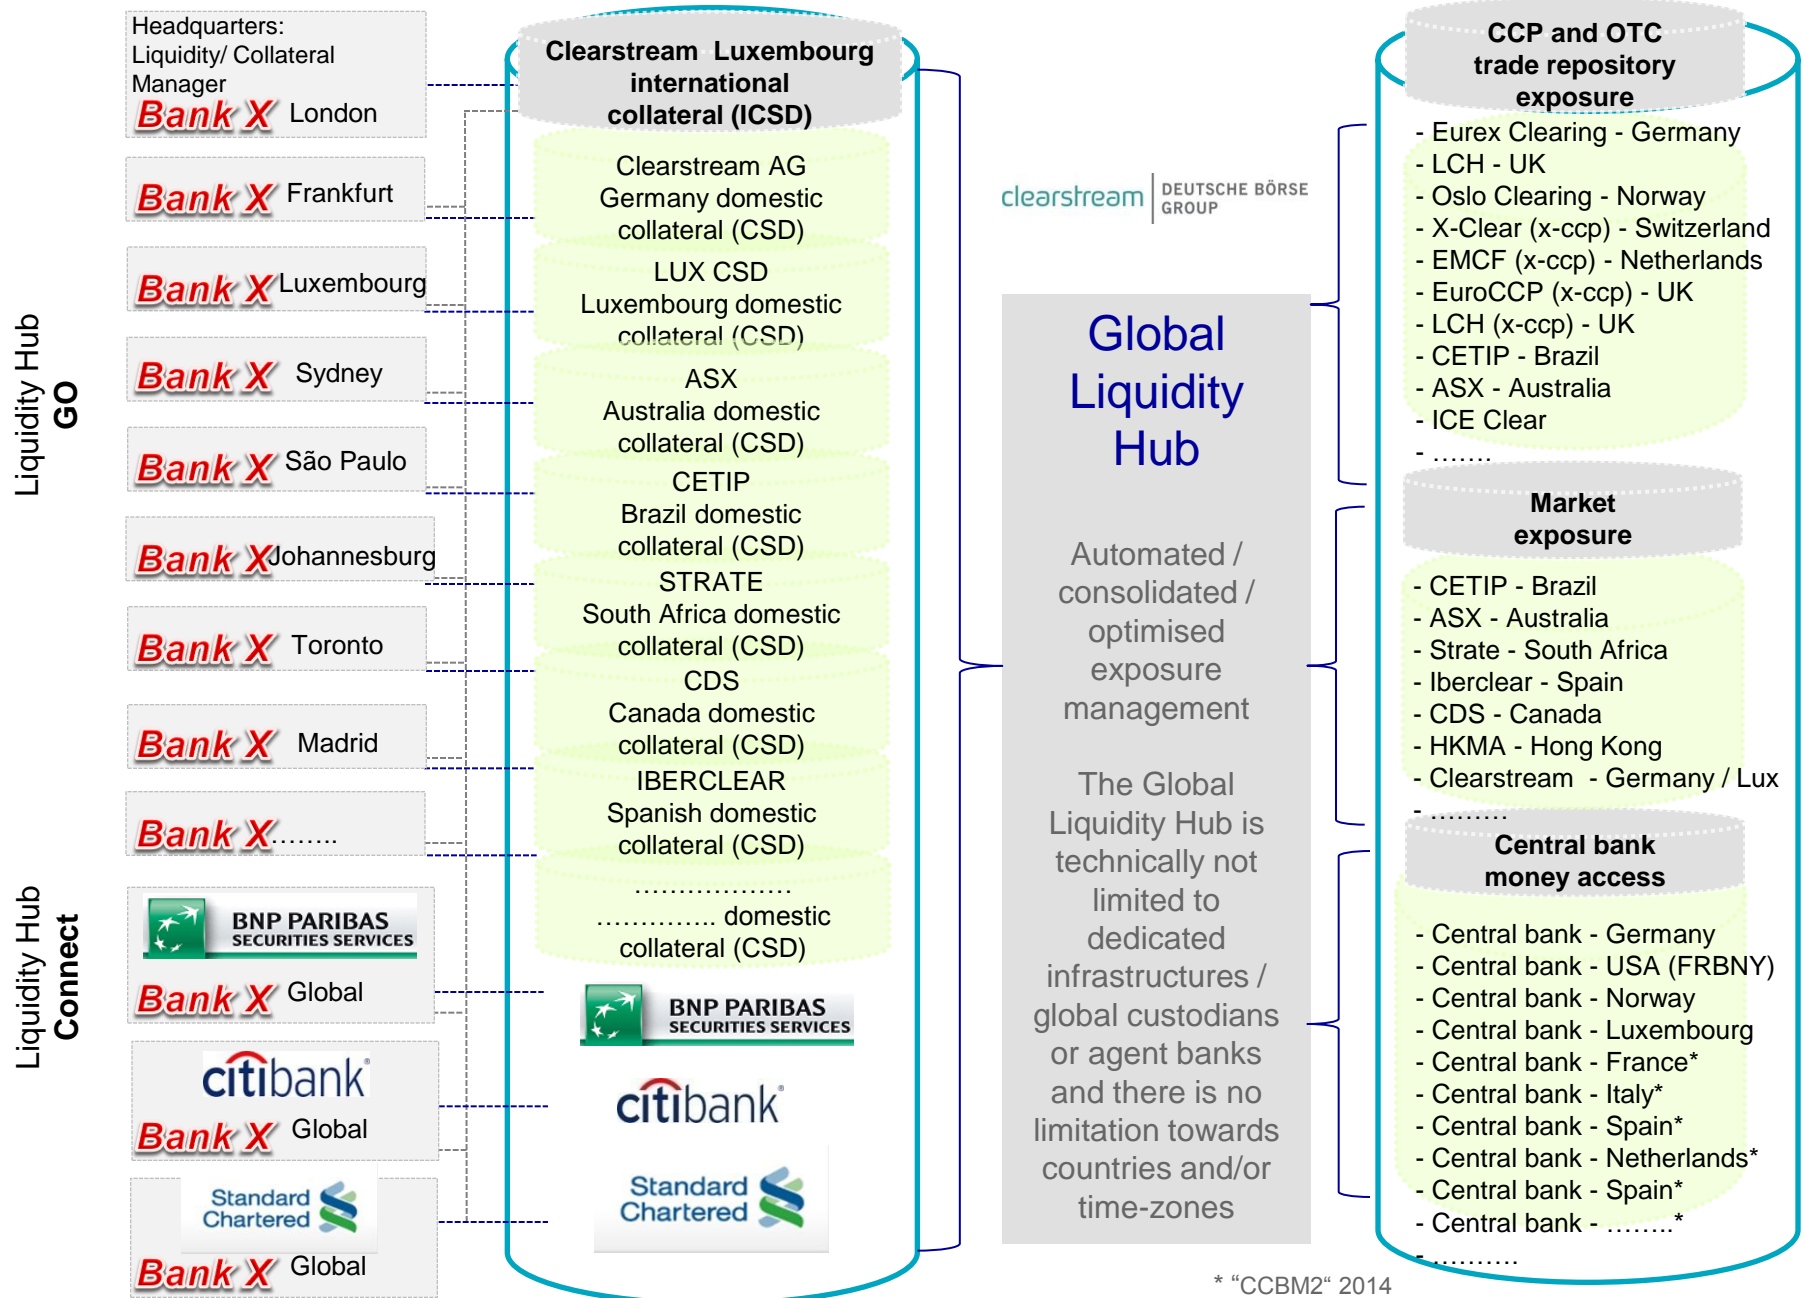 Liquidity Hub
GO
Liquidity Hub
Connect
Headquarters:
Liquidity/ Collateral
Manager
Bank X London
Bank X Frankfurt
Bank X Luxembourg
Bank X Sydney
Bank X São Paulo
Bank X Johannesburg
Bank X Toronto
Bank X Madrid
Bank X ……..
BNP PARIBAS
SECURITIES SERVICES
Bank X Global
citibank®
Bank X Global
Standard
Chartered
Bank X Global
Clearstream Luxembourg
international
collateral (ICSD)
Clearstream AG
Germany domestic
collateral (CSD)
LUX CSD
Luxembourg domestic
collateral (CSD)
ASX
Australia domestic
collateral (CSD)
CETIP
Brazil domestic
collateral (CSD)
STRATE
South Africa domestic
collateral (CSD)
CDS
Canada domestic
collateral (CSD)
IBERCLEAR
Spanish domestic
collateral (CSD)
………………
………….. domestic
collateral (CSD)
BNP PARIBAS
SECURITIES SERVICES
citibank®
Standard
Chartered
clearstream DEUTSCHE BÖRSE
GROUP
Global
Liquidity
Hub
Automated /
consolidated /
optimised
exposure
management
The Global
Liquidity Hub is
technically not
limited to
dedicated
infrastructures /
global custodians
or agent banks
and there is no
limitation towards
countries and/or
time-zones
CCP and OTC
trade repository
exposure
- Eurex Clearing - Germany
- LCH - UK
- Oslo Clearing - Norway
- X-Clear (x-ccp) - Switzerland
- EMCF (x-ccp) - Netherlands
- EuroCCP (x-ccp) - UK
- LCH (x-ccp) - UK
- CETIP - Brazil
- ASX - Australia
- ICE Clear
- …….
Market
exposure
- CETIP - Brazil
- ASX - Australia
- Strate - South Africa
- Iberclear - Spain
- CDS - Canada
- HKMA - Hong Kong
- Clearstream - Germany / Lux
- ………
Central bank
money access
- Central bank - Germany
- Central bank - USA (FRBNY)
- Central bank - Norway
- Central bank - Luxembourg
- Central bank - France*
- Central bank - Italy*
- Central bank - Spain*
- Central bank - Netherlands*
- Central bank - Spain*
- Central bank - ……..*
- ……….
* “CCBM2“ 2014